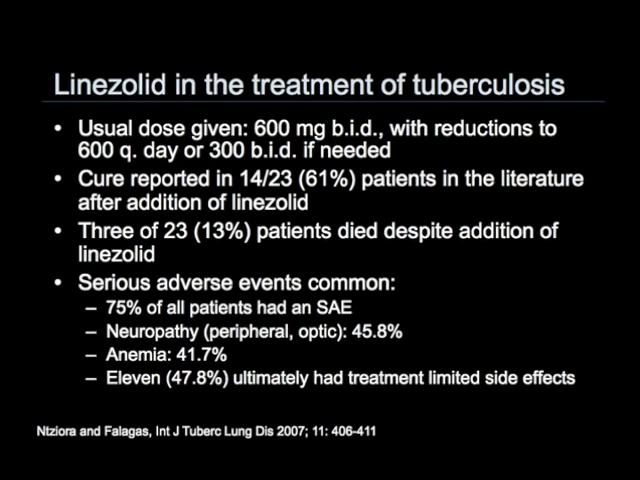 Linezolid in the treatment of tuberculosis
• Usual dose given: 600 mg b.i.d., with reductions to
600 q. day or 300 b.i.d. if needed
• Cure reported in 14/23 (61%) patients in the literature
after addition of linezolid
• Three of 23 (13%) patients died despite addition of
linezolid
• Serious adverse events common:
– 75% of all patients had an SAE
– Neuropathy (peripheral, optic): 45.8%
– Anemia: 41.7%
– Eleven (47.8%) ultimately had treatment limited side effects
Ntziora and Falagas, Int J Tuberc Lung Dis 2007; 11: 406-411